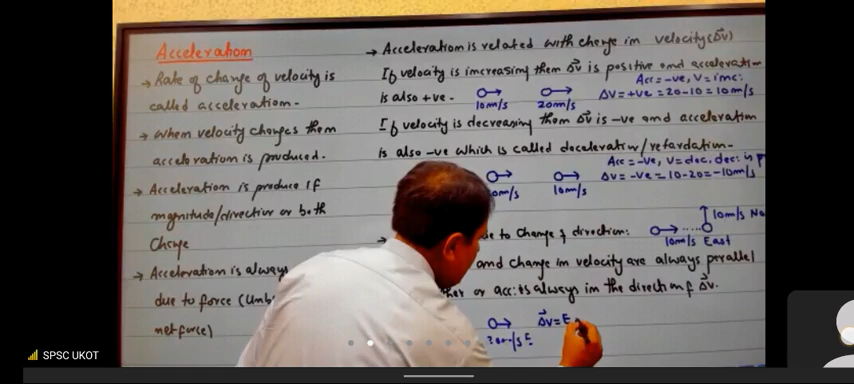 Acceleration
→ Rate of change of velocity is
called acceleration.
→ When velocity changes then
acceleration is produced.
→ Acceleration is produce if
magnitude/direction or both
Change
→ Acceleration is always
due to force (Unb
net force)
→ Acceleration is related with change in velocity (Δv⃗)
If velocity is increasing then Δv⃗ is positive and accelerati
Acc = -ve, V = inc:
is also +ve.
10m/s 20m/s
ΔV = +ve = 20-10 = 10m/s
If velocity is decreasing then Δv⃗ is -ve and acceleration
is also -ve which is called deceleration/retardation.
Acc = -ve, V = dec. dec: is
10m/s
ΔV = -ve = 10-20 = -10m/s
10m/s No
e to Change of direction:
10m/s East
and change in velocity are always parallel
her or acc: is always in the direction of Δv⃗.
Δv⃗ = E
m/s E
SPSC UKOT